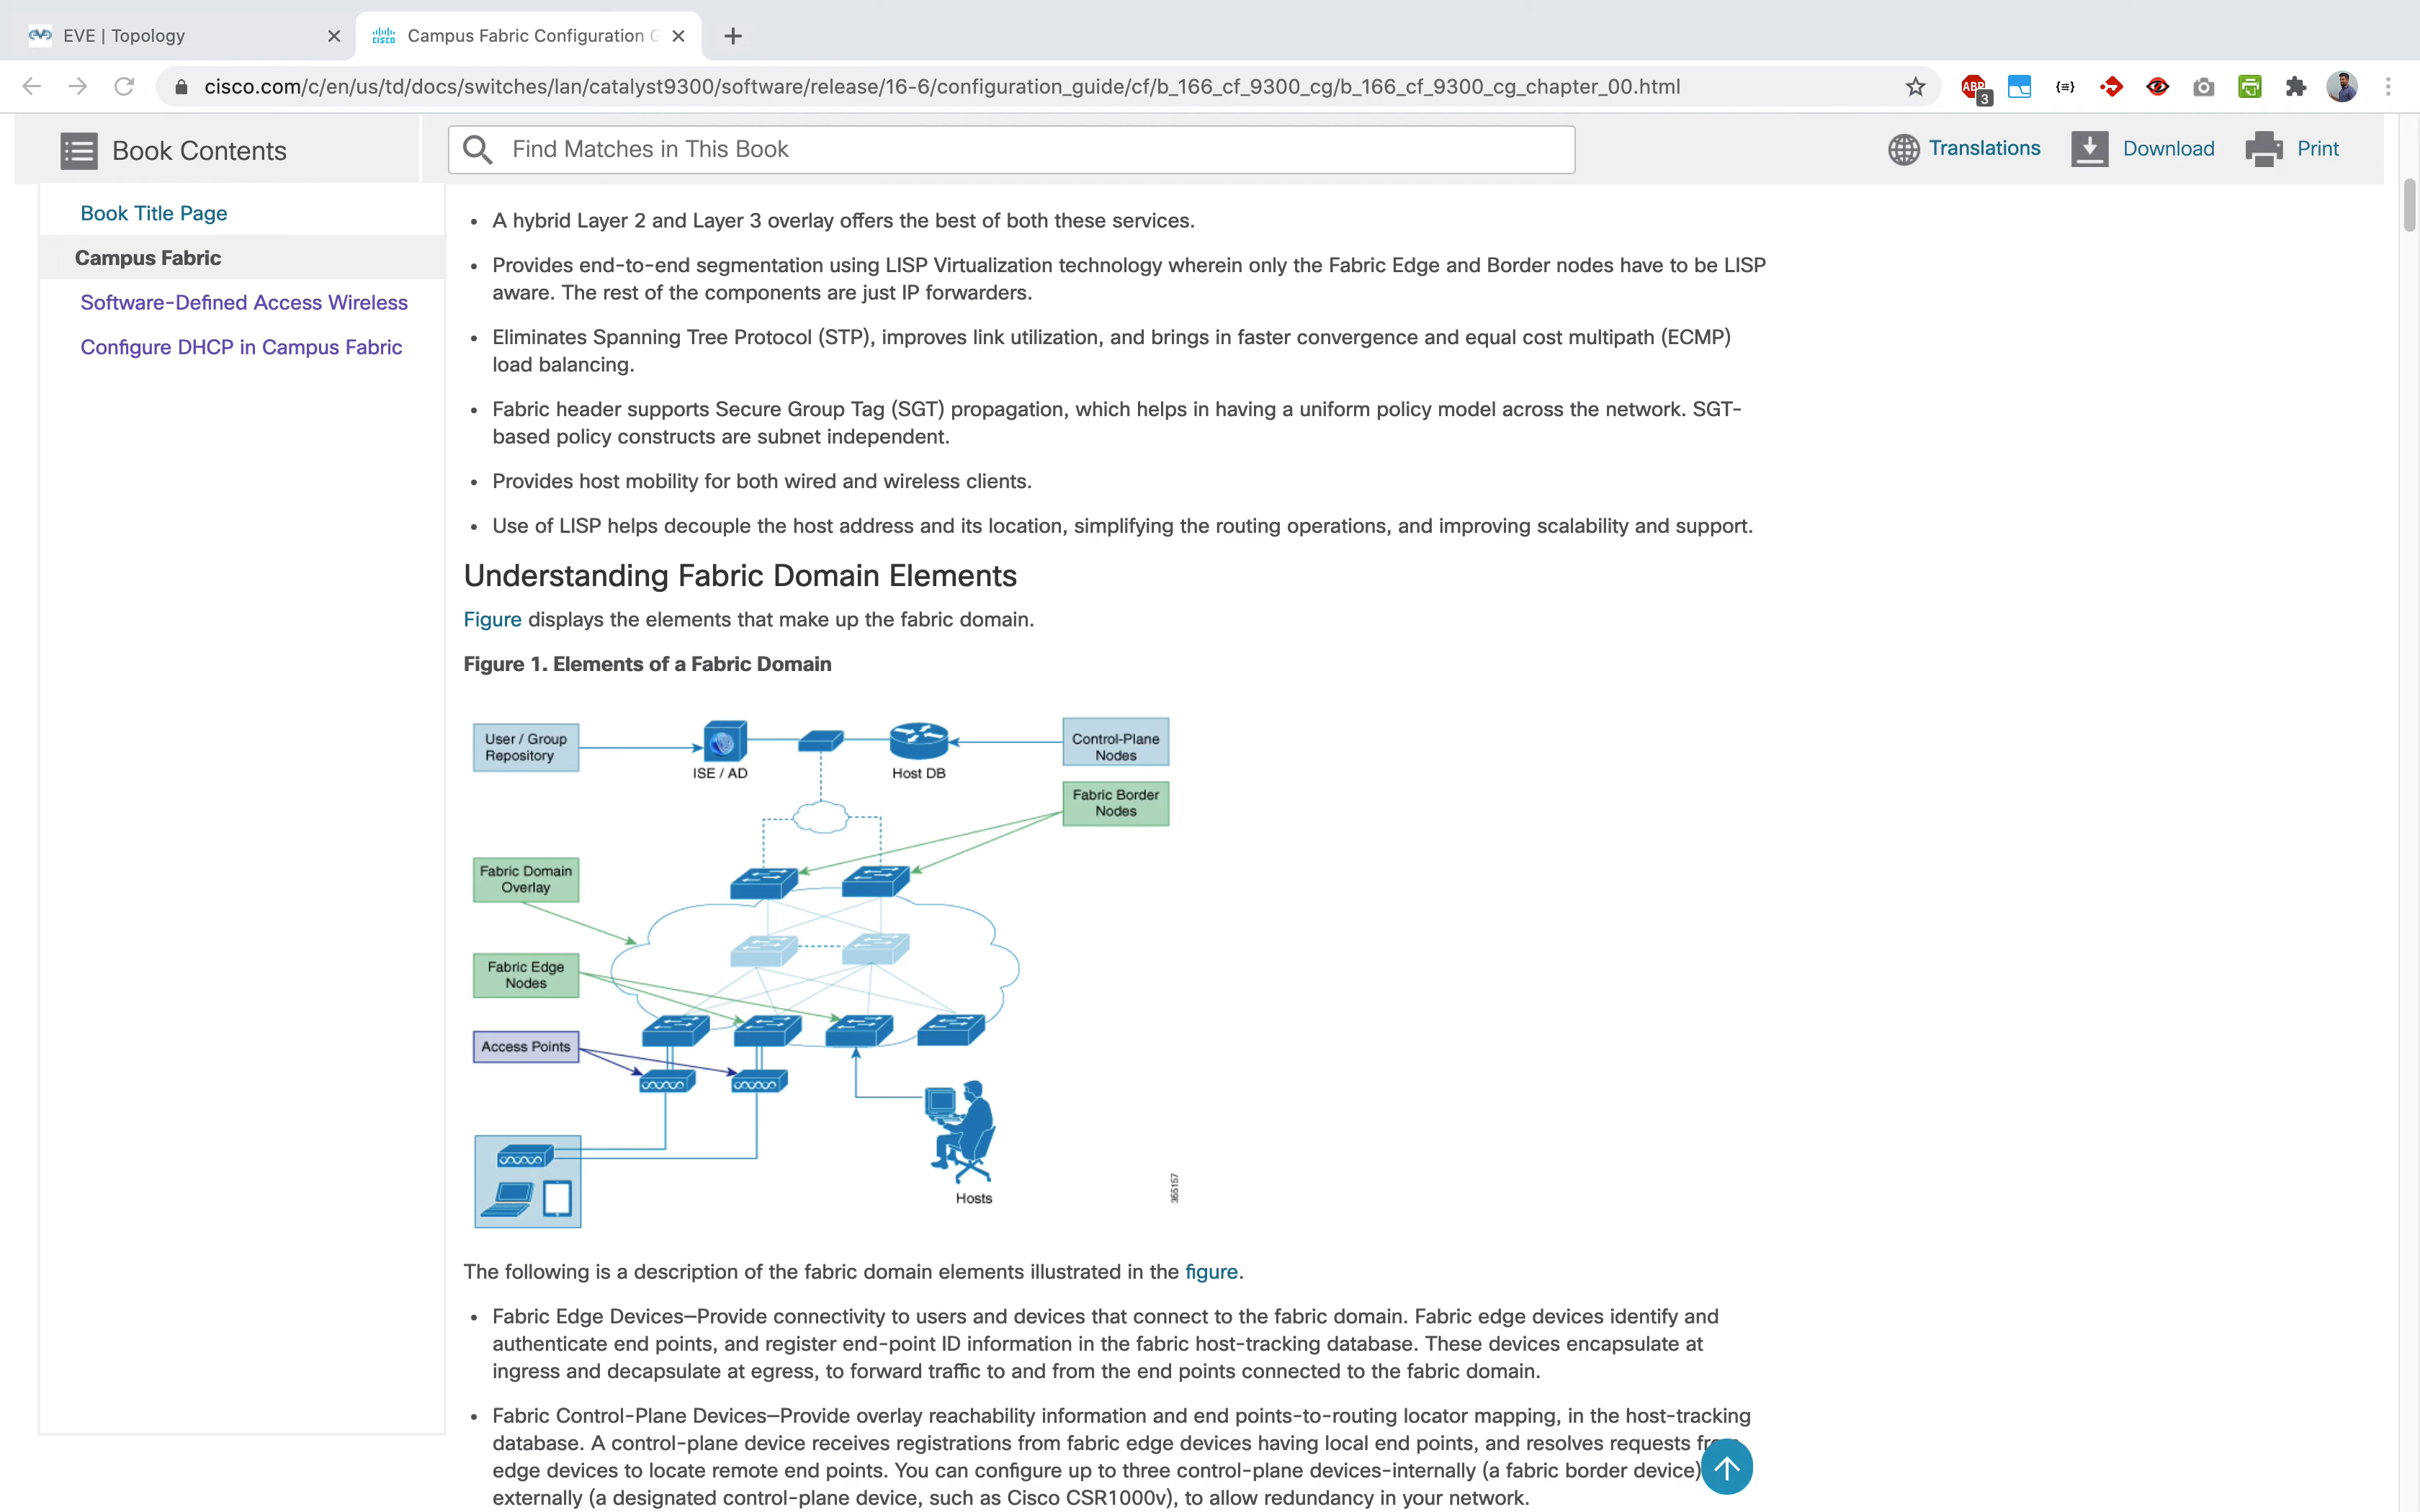 EVE | Topology
Campus Fabric Configuration G
cisco.com/c/en/us/td/docs/switches/lan/catalyst9300/software/release/16-6/configuration_guide/cf/b_166_cf_9300_cg/b_166_cf_9300_cg_chapter_00.html
ABP
3
Book Contents
Find Matches in This Book
Translations
Download
Print
Book Title Page
Campus Fabric
Software-Defined Access Wireless
Configure DHCP in Campus Fabric
• A hybrid Layer 2 and Layer 3 overlay offers the best of both these services.
• Provides end-to-end segmentation using LISP Virtualization technology wherein only the Fabric Edge and Border nodes have to be LISP
aware. The rest of the components are just IP forwarders.
• Eliminates Spanning Tree Protocol (STP), improves link utilization, and brings in faster convergence and equal cost multipath (ECMP)
load balancing.
• Fabric header supports Secure Group Tag (SGT) propagation, which helps in having a uniform policy model across the network. SGT-
based policy constructs are subnet independent.
• Provides host mobility for both wired and wireless clients.
• Use of LISP helps decouple the host address and its location, simplifying the routing operations, and improving scalability and support.
Understanding Fabric Domain Elements
Figure displays the elements that make up the fabric domain.
Figure 1. Elements of a Fabric Domain
User / Group
Repository
ISE / AD
Host DB
Control-Plane
Nodes
Fabric Border
Nodes
Fabric Domain
Overlay
Fabric Edge
Nodes
Access Points
Hosts
365157
The following is a description of the fabric domain elements illustrated in the figure.
• Fabric Edge Devices—Provide connectivity to users and devices that connect to the fabric domain. Fabric edge devices identify and
authenticate end points, and register end-point ID information in the fabric host-tracking database. These devices encapsulate at
ingress and decapsulate at egress, to forward traffic to and from the end points connected to the fabric domain.
• Fabric Control-Plane Devices—Provide overlay reachability information and end points-to-routing locator mapping, in the host-tracking
database. A control-plane device receives registrations from fabric edge devices having local end points, and resolves requests
edge devices to locate remote end points. You can configure up to three control-plane devices-internally (a fabric border device)
externally (a designated control-plane device, such as Cisco CSR1000v), to allow redundancy in your network.